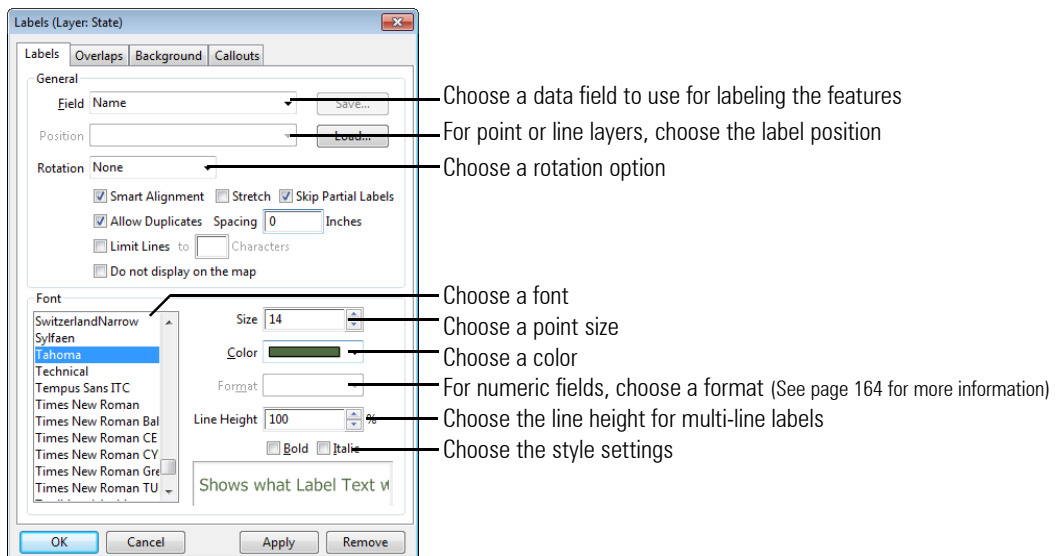 Labels (Layer: State)
Labels Overlaps Background Callouts
General
Field Name Save... Choose a data field to use for labeling the features
Position Load... For point or line layers, choose the label position
Rotation None Choose a rotation option
Smart Alignment Stretch Skip Partial Labels
Allow Duplicates Spacing 0 Inches
Limit Lines to Characters
Do not display on the map
Font Choose a font
SwitzerlandNarrow Size 14 Choose a point size
Sylfaen
Tahoma Color Choose a color
Technical
Tempus Sans ITC Format For numeric fields, choose a format (See page 164 for more information)
Times New Roman
Times New Roman Bal Line Height 100 % Choose the line height for multi-line labels
Times New Roman CE
Times New Roman CY Bold Italic Choose the style settings
Times New Roman Gre
Times New Roman TU Shows what Label Text w
OK Cancel Apply Remove